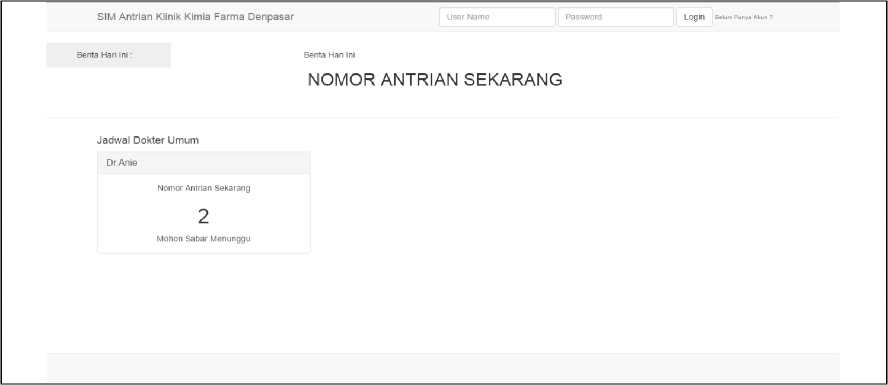 SIM Antrian Klinik Kimia Farma Denpasar
User Name
Password
Login
Belum Punya Akun ?
Berita Hari Ini :
Berita Hari Ini
NOMOR ANTRIAN SEKARANG
Jadwal Dokter Umum
Dr.Anie
Nomor Antrian Sekarang
2
Mohon Sabar Menunggu